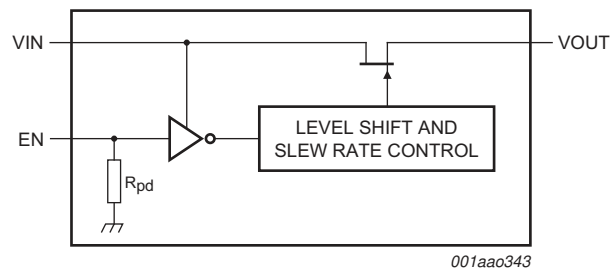 VIN
VOUT
EN
LEVEL SHIFT AND
SLEW RATE CONTROL
Rpd
001aao343